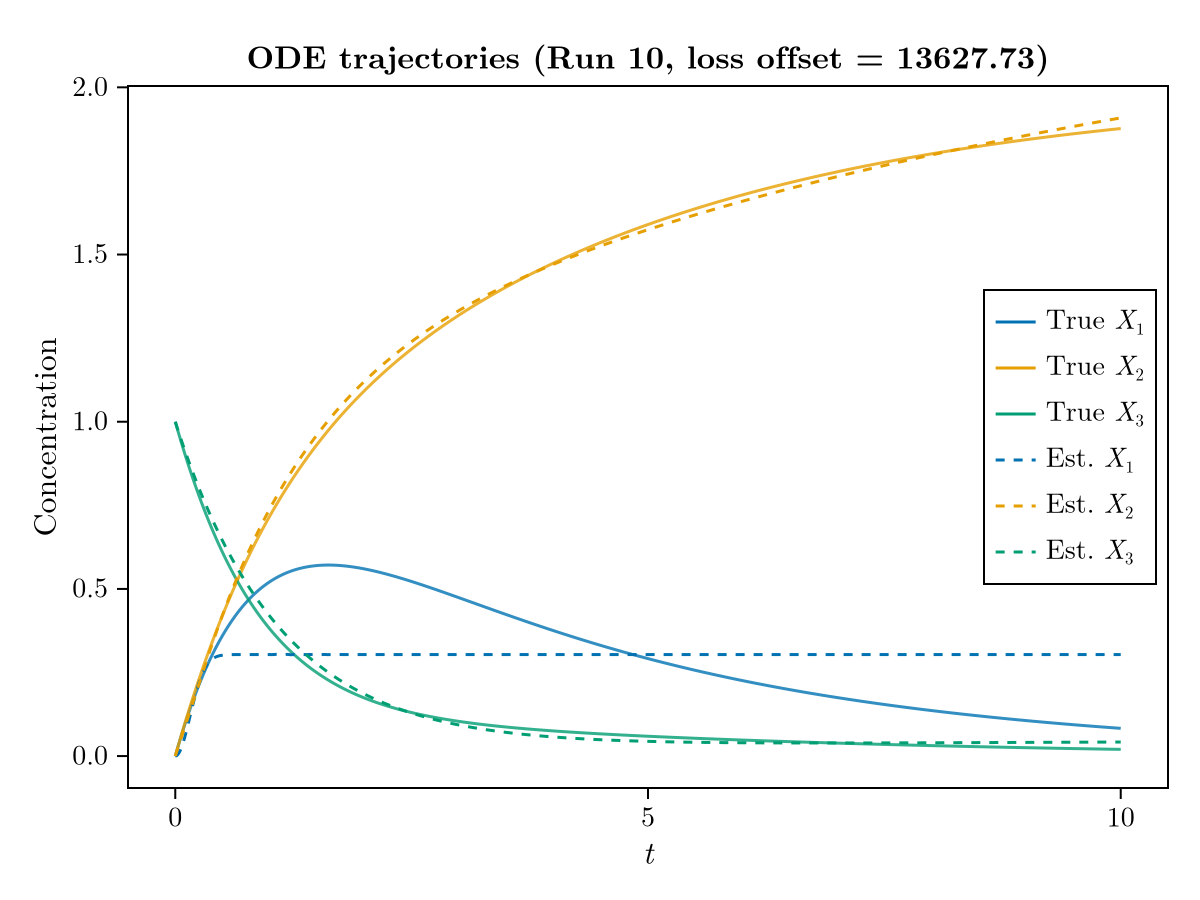 ODE trajectories (Run 10, loss offset = 13627.73)
2.0
1.5
1.0
0.5
0.0
Concentration
0
5
10
t
True X₁
True X₂
True X₃
Est. X₁
Est. X₂
Est. X₃